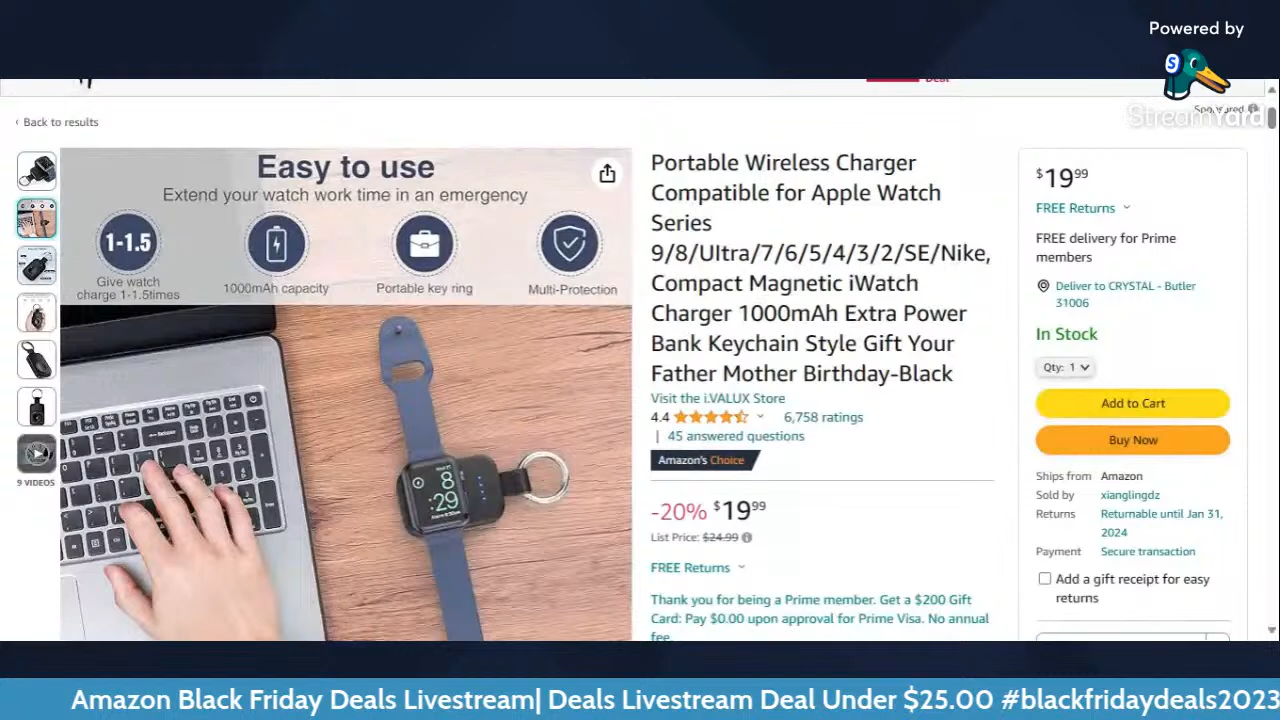 Powered by
S
StreamYard
Deal
Sponsored
‹ Back to results
9 VIDEOS
Easy to use
Extend your watch work time in an emergency
1-1.5
Give watch
charge 1-1.5times
1000mAh capacity
Portable key ring
Multi-Protection
8
:29
Portable Wireless Charger
Compatible for Apple Watch
Series
9/8/Ultra/7/6/5/4/3/2/SE/Nike,
Compact Magnetic iWatch
Charger 1000mAh Extra Power
Bank Keychain Style Gift Your
Father Mother Birthday-Black
Visit the i.VALUX Store
4.4 6,758 ratings
| 45 answered questions
Amazon's Choice
-20% $1999
List Price: $24.99
FREE Returns
Thank you for being a Prime member. Get a $200 Gift
Card: Pay $0.00 upon approval for Prime Visa. No annual
fee.
$1999
FREE Returns
FREE delivery for Prime
members
Deliver to CRYSTAL - Butler
31006
In Stock
Qty: 1
Add to Cart
Buy Now
Ships from Amazon
Sold by xianglingdz
Returns Returnable until Jan 31,
2024
Payment Secure transaction
Add a gift receipt for easy
returns
Amazon Black Friday Deals Livestream| Deals Livestream Deal Under $25.00 #blackfridaydeals2023